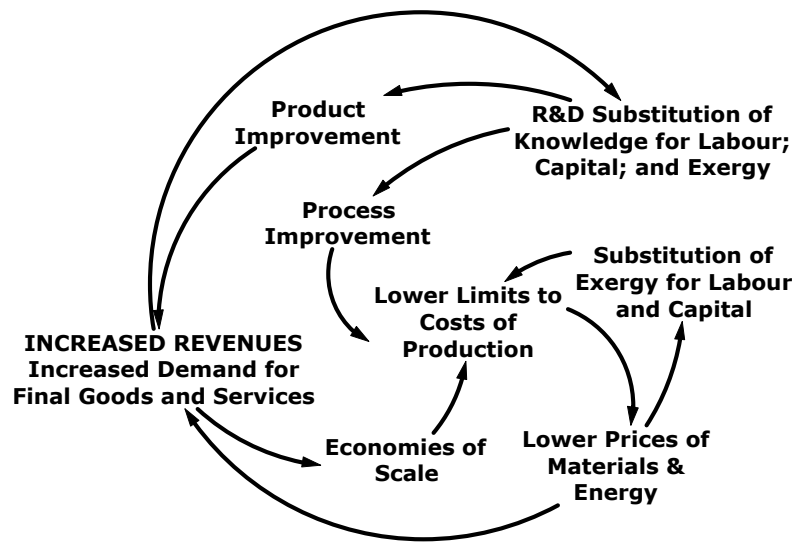 Product
Improvement
R&D Substitution of
Knowledge for Labour;
Capital; and Exergy
Process
Improvement
Substitution of
Exergy for Labour
and Capital
Lower Limits to
Costs of
Production
INCREASED REVENUES
Increased Demand for
Final Goods and Services
Economies of
Scale
Lower Prices of
Materials &
Energy